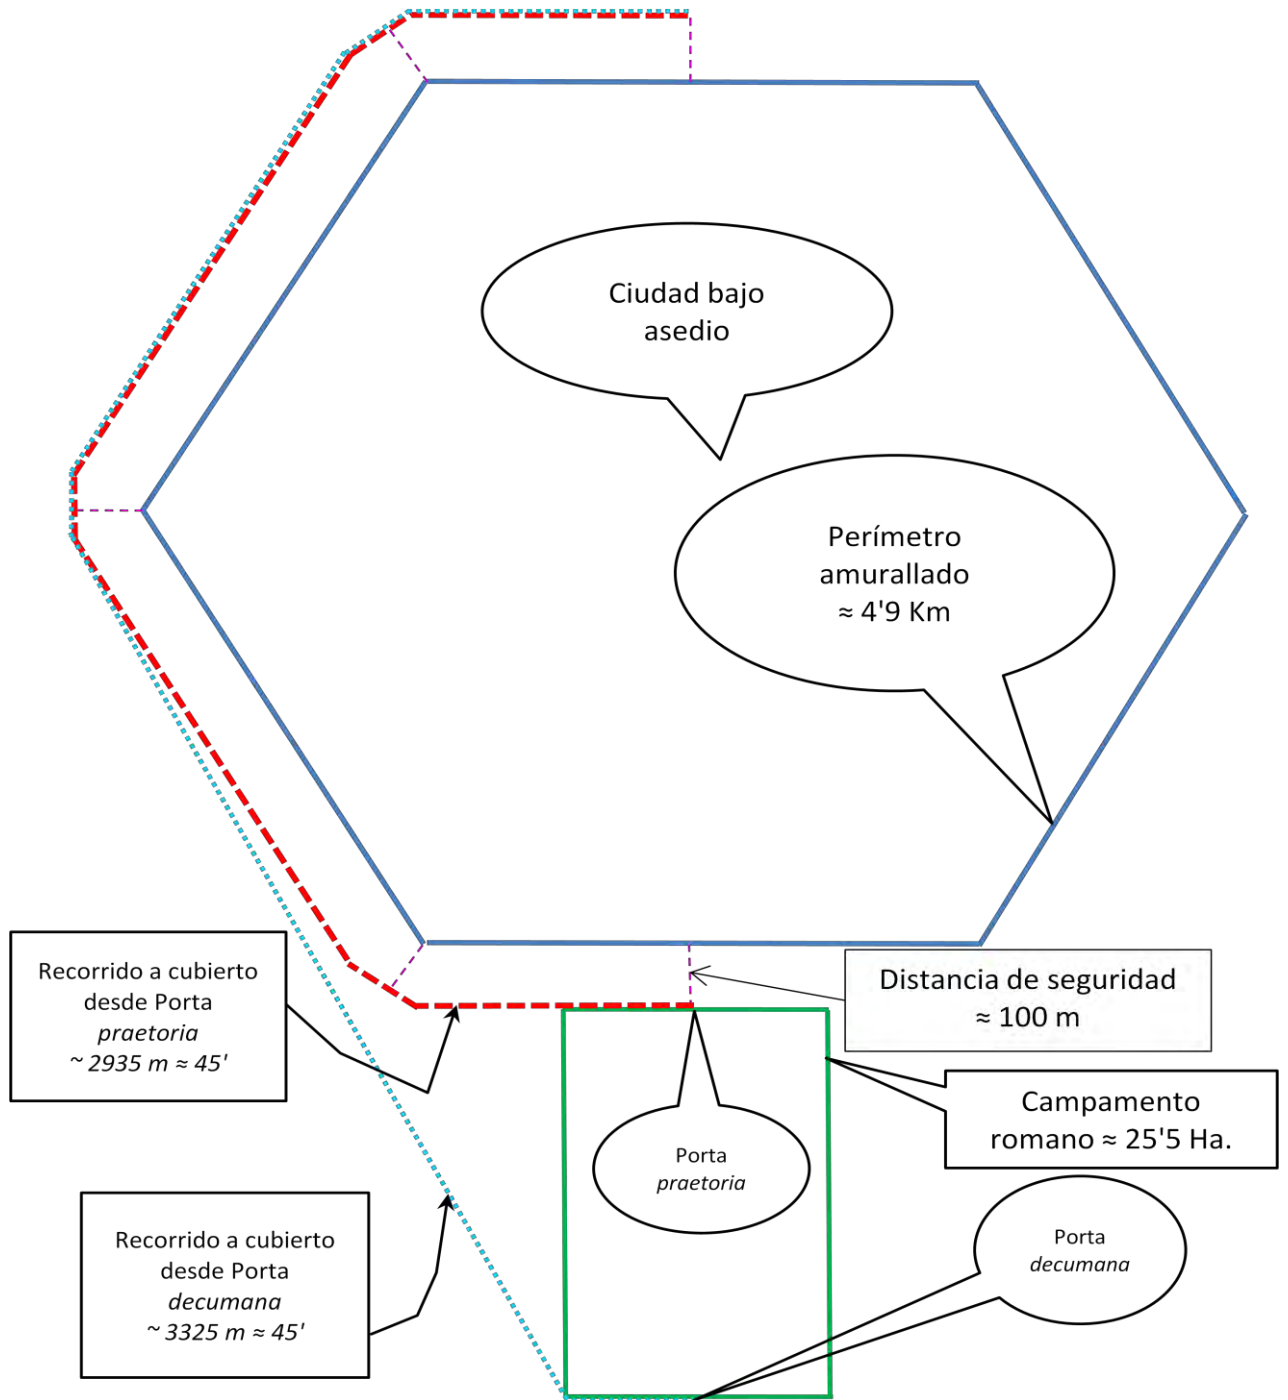 Ciudad bajo
asedio
Perímetro
amurallado
≈ 4'9 Km
Recorrido a cubierto
desde Porta
praetoria
~ 2935 m ≈ 45'
Distancia de seguridad
≈ 100 m
Campamento
romano ≈ 25'5 Ha.
Porta
praetoria
Recorrido a cubierto
desde Porta
decumana
~ 3325 m ≈ 45'
Porta
decumana